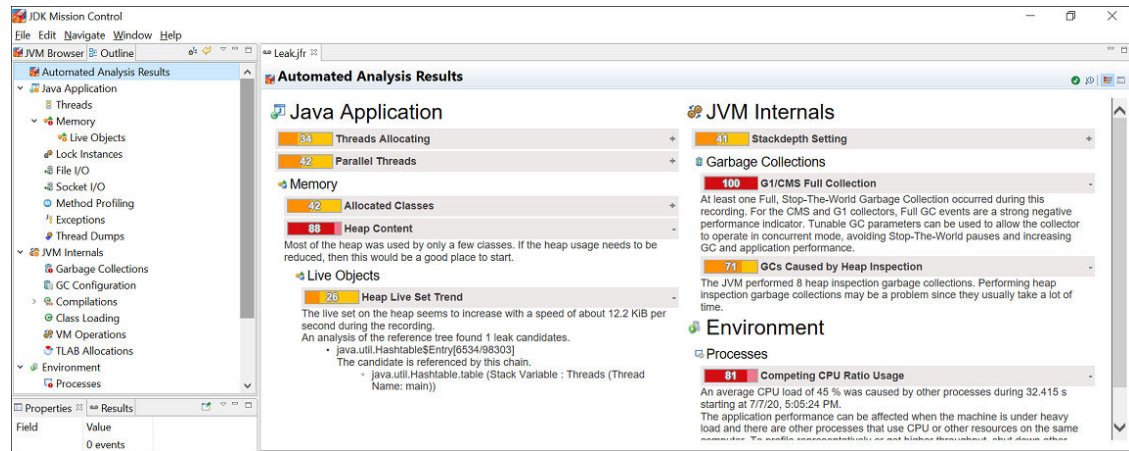 JDK Mission Control
File Edit Navigate Window Help
JVM Browser Outline
Automated Analysis Results
Java Application
Threads
Memory
Live Objects
Lock Instances
File I/O
Socket I/O
Method Profiling
Exceptions
Thread Dumps
JVM Internals
Garbage Collections
GC Configuration
Compilations
Class Loading
VM Operations
TLAB Allocations
Environment
Processes
Properties Results
Field Value
0 events
Leak.jfr
Automated Analysis Results
Java Application
34 Threads Allocating +
42 Parallel Threads +
Memory
42 Allocated Classes +
88 Heap Content -
Most of the heap was used by only a few classes. If the heap usage needs to be
reduced, then this would be a good place to start.
Live Objects
26 Heap Live Set Trend -
The live set on the heap seems to increase with a speed of about 12.2 KiB per
second during the recording.
An analysis of the reference tree found 1 leak candidates.
• java.util.Hashtable$Entry[6534/98303]
The candidate is referenced by this chain.
◦ java.util.Hashtable.table (Stack Variable : Threads (Thread
Name: main))
JVM Internals
41 Stackdepth Setting +
Garbage Collections
100 G1/CMS Full Collection -
At least one Full, Stop-The-World Garbage Collection occurred during this
recording. For the CMS and G1 collectors, Full GC events are a strong negative
performance indicator. Tunable GC parameters can be used to allow the collector
to operate in concurrent mode, avoiding Stop-The-World pauses and increasing
GC and application performance.
71 GCs Caused by Heap Inspection -
The JVM performed 8 heap inspection garbage collections. Performing heap
inspection garbage collections may be a problem since they usually take a lot of
time.
Environment
Processes
81 Competing CPU Ratio Usage -
An average CPU load of 45 % was caused by other processes during 32.415 s
starting at 7/7/20, 5:05:24 PM.
The application performance can be affected when the machine is under heavy
load and there are other processes that use CPU or other resources on the same
computer. To profile representatively or get higher throughput, shut down other